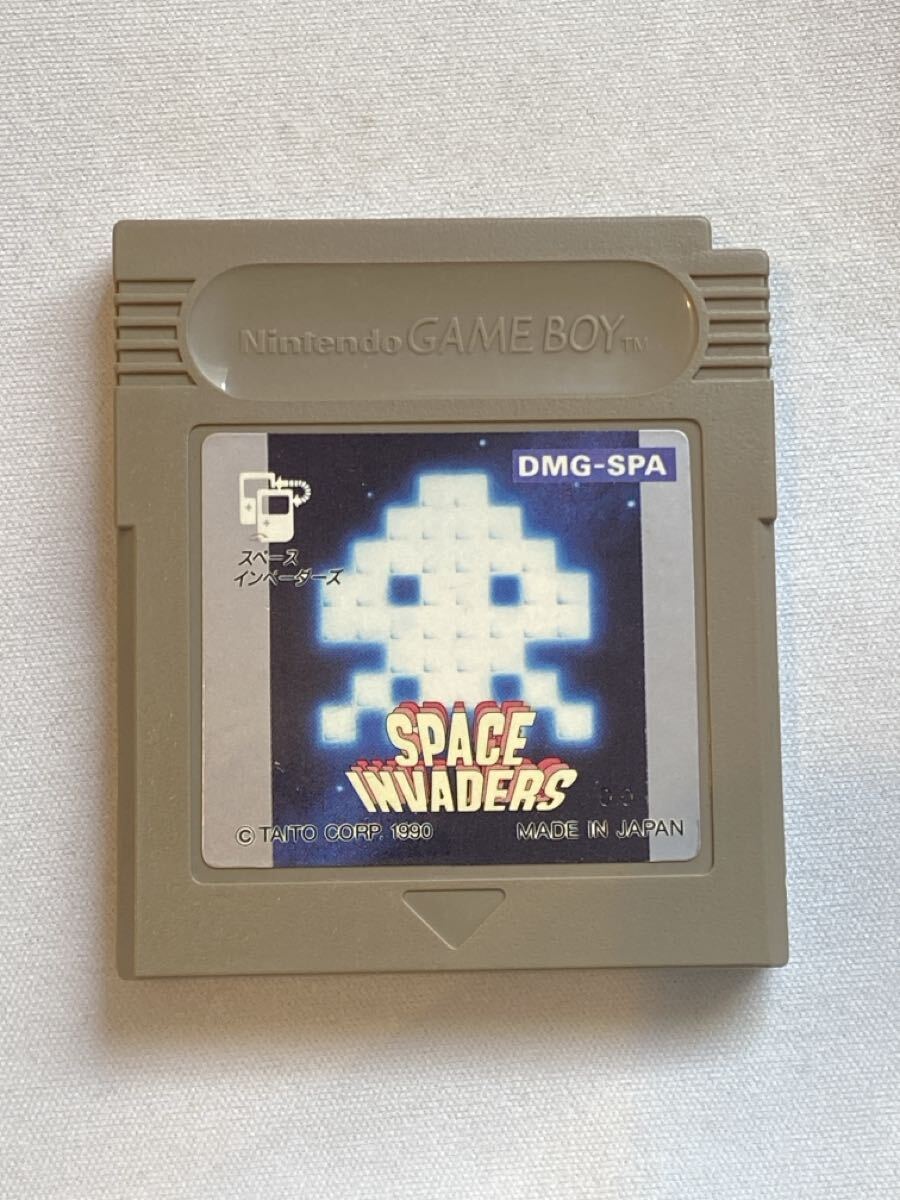 Nintendo GAME BOY™
DMG-SPA
スペース
インベーダーズ
SPACE
INVADERS
© TAITO CORP. 1990 MADE IN JAPAN